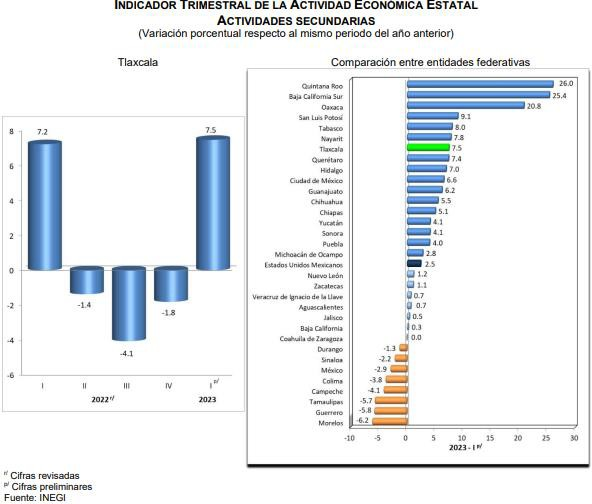 INDICADOR TRIMESTRAL DE LA ACTIVIDAD ECONÓMICA ESTATAL
ACTIVIDADES SECUNDARIAS
(Variación porcentual respecto al mismo periodo del año anterior)
Tlaxcala
8
6
4
2
0
-2
-4
-6
7.2
-1.4
-4.1
-1.8
7.5
I
II
III
IV
I p/
2022 r/
2023
Comparación entre entidades federativas
Quintana Roo 26.0
Baja California Sur 25.4
Oaxaca 20.8
San Luis Potosí 9.1
Tabasco 8.0
Nayarit 7.8
Tlaxcala 7.5
Querétaro 7.4
Hidalgo 7.0
Ciudad de México 6.6
Guanajuato 6.2
Chihuahua 5.5
Chiapas 5.1
Yucatán 4.1
Sonora 4.1
Puebla 4.0
Michoacán de Ocampo 2.8
Estados Unidos Mexicanos 2.5
Nuevo León 1.2
Zacatecas 1.1
Veracruz de Ignacio de la Llave 0.7
Aguascalientes 0.7
Jalisco 0.5
Baja California 0.3
Coahuila de Zaragoza 0.0
Durango -1.3
Sinaloa -2.2
México -2.9
Colima -3.8
Campeche -4.1
Tamaulipas -5.7
Guerrero -5.8
Morelos -6.2
-10 -5 0 5 10 15 20 25 30
2023 - I p/
r/ Cifras revisadas
p/ Cifras preliminares
Fuente: INEGI